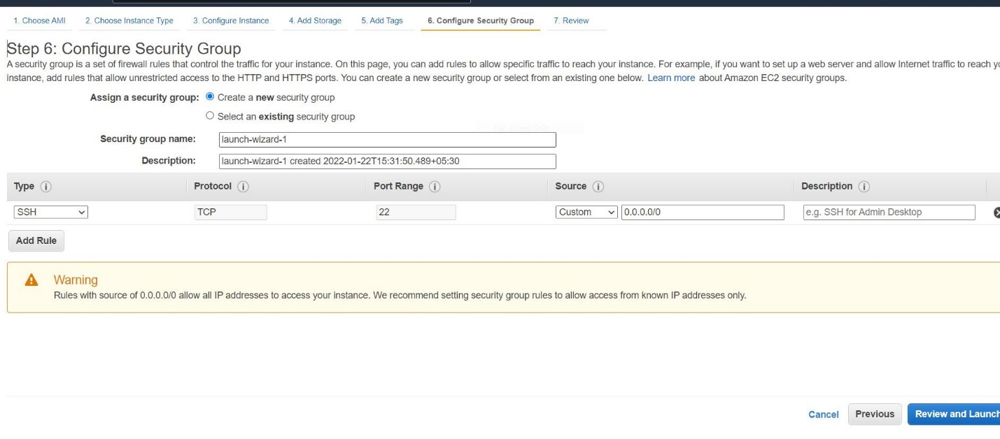 1. Choose AMI 2. Choose Instance Type 3. Configure Instance 4. Add Storage 5. Add Tags 6. Configure Security Group 7. Review
Step 6: Configure Security Group
A security group is a set of firewall rules that control the traffic for your instance. On this page, you can add rules to allow specific traffic to reach your instance. For example, if you want to set up a web server and allow Internet traffic to reach
instance, add rules that allow unrestricted access to the HTTP and HTTPS ports. You can create a new security group or select from an existing one below. Learn more about Amazon EC2 security groups.
Assign a security group: Create a new security group
Select an existing security group
Security group name: launch-wizard-1
Description: launch-wizard-1 created 2022-01-22T15:31:50.489+05:30
Type Protocol Port Range Source Description
SSH TCP 22 Custom 0.0.0.0/0 e.g. SSH for Admin Desktop
Add Rule
Warning
Rules with source of 0.0.0.0/0 allow all IP addresses to access your instance. We recommend setting security group rules to allow access from known IP addresses only.
Cancel Previous Review and Launch